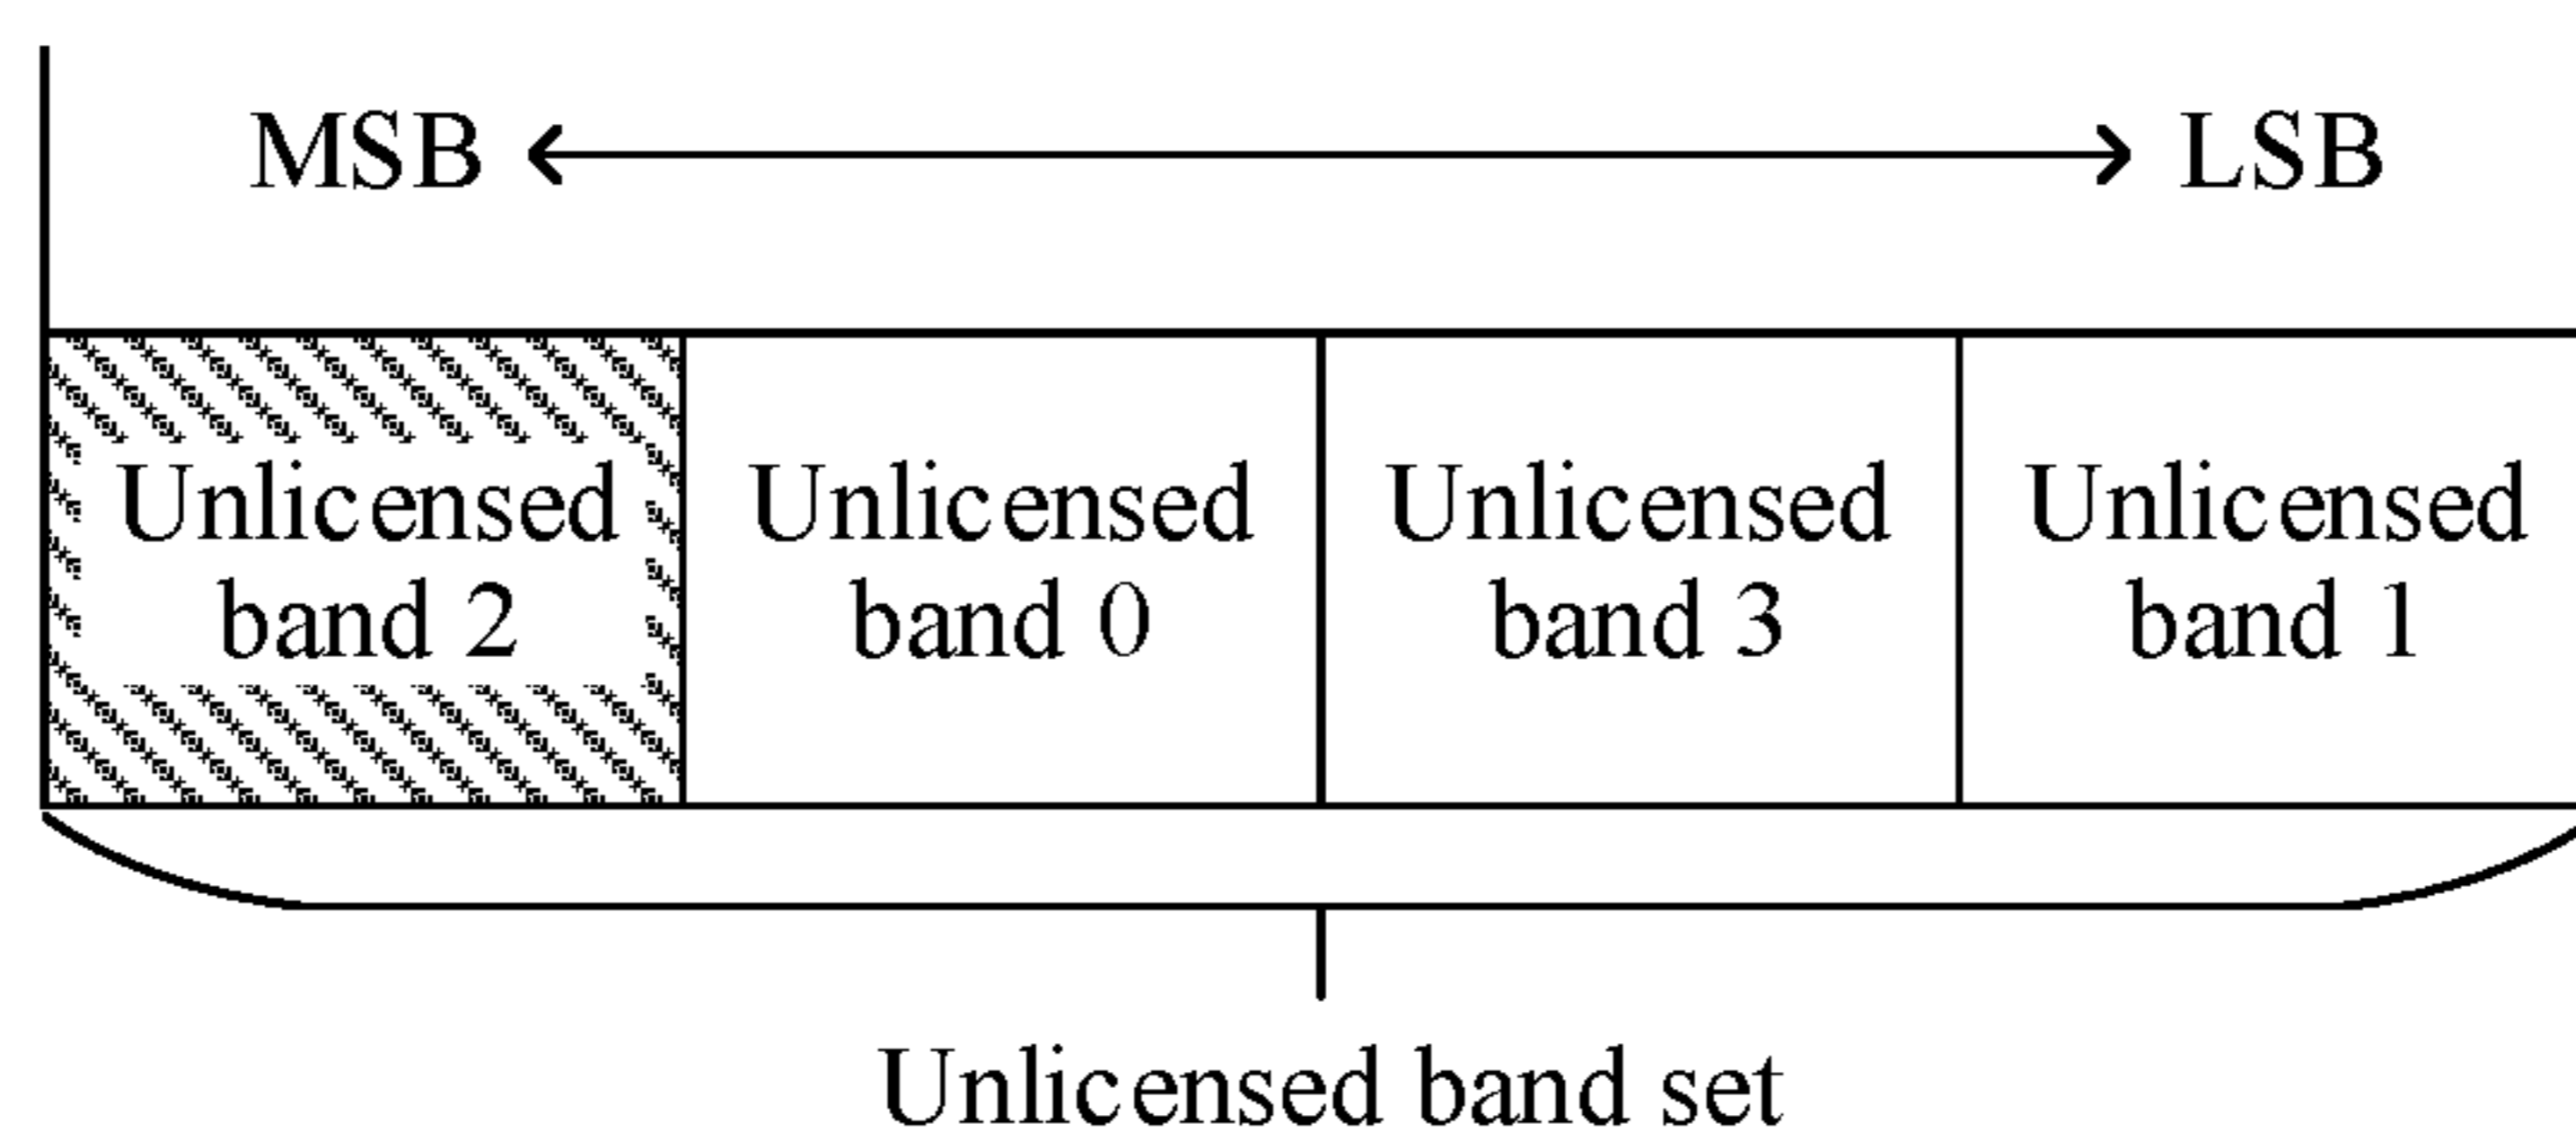 MSB LSB
Unlicensed Unlicensed Unlicensed Unlicensed
band 2 band 0 band 3 band 1
Unlicensed band set